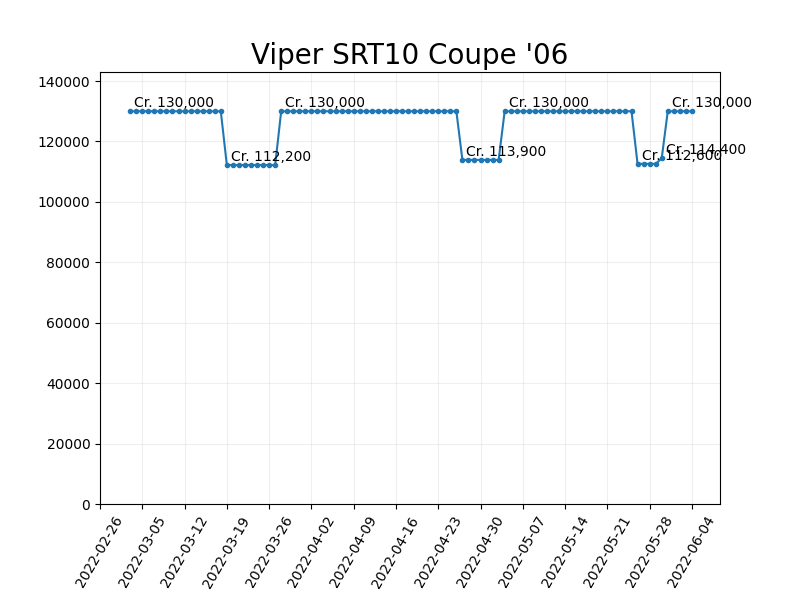 Viper SRT10 Coupe '06
140000
120000
100000
80000
60000
40000
20000
0
Cr. 130,000
Cr. 112,200
Cr. 130,000
Cr. 113,900
Cr. 130,000
Cr. 112,600
Cr. 114,400
Cr. 130,000
2022-02-26
2022-03-05
2022-03-12
2022-03-19
2022-03-26
2022-04-02
2022-04-09
2022-04-16
2022-04-23
2022-04-30
2022-05-07
2022-05-14
2022-05-21
2022-05-28
2022-06-04